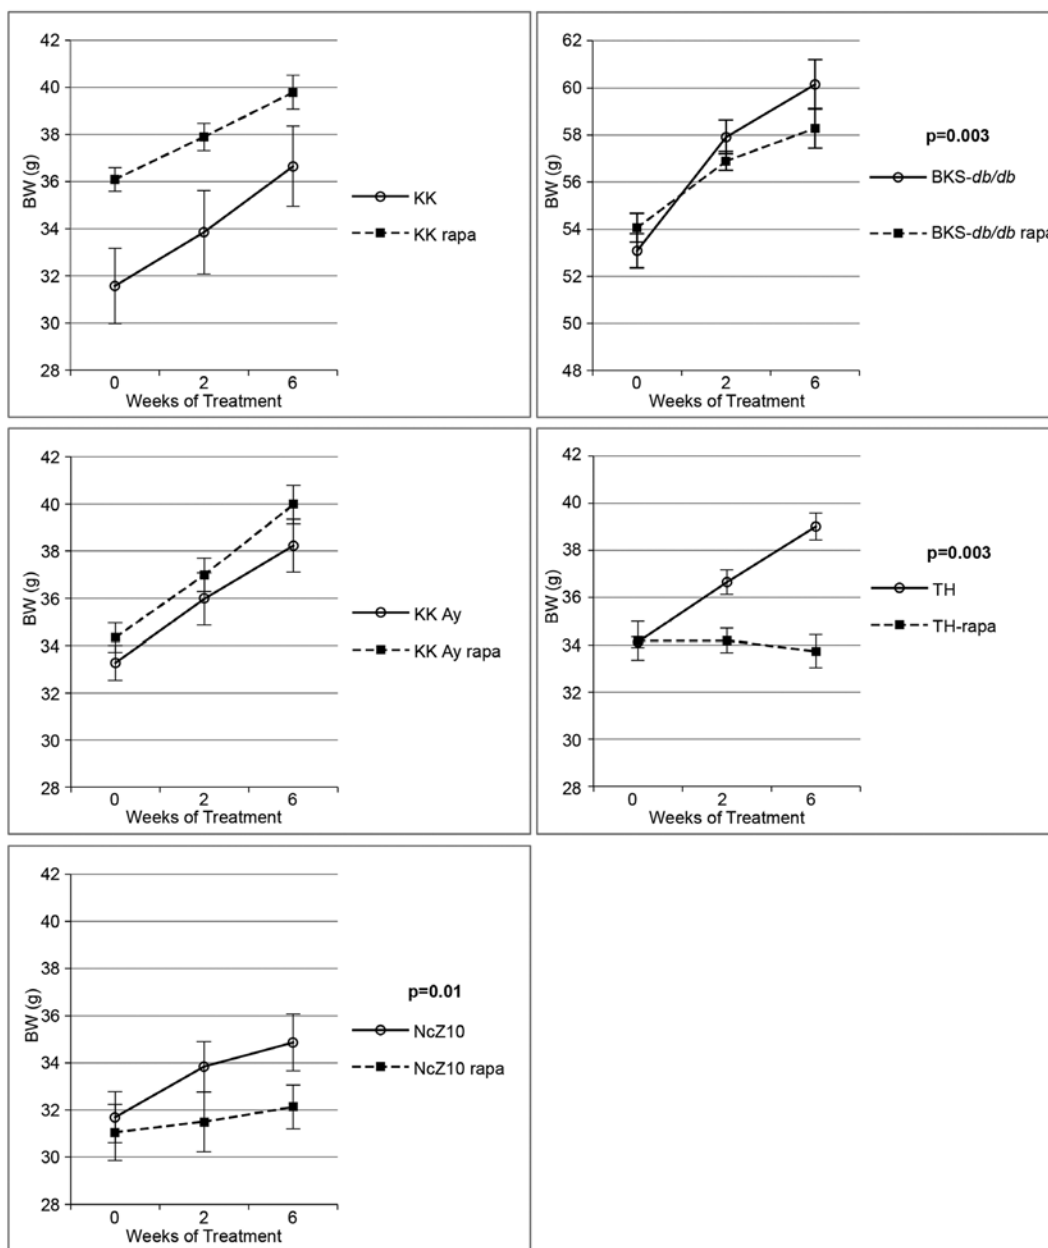 42
40
38
36
34
32
30
28
BW (g)
0 2 6
Weeks of Treatment
KK
KK rapa
62
60
58
56
54
52
50
48
BW (g)
0 2 6
Weeks of Treatment
p=0.003
BKS-db/db
BKS-db/db rapa
42
40
38
36
34
32
30
28
BW (g)
0 2 6
Weeks of Treatment
KK Ay
KK Ay rapa
42
40
38
36
34
32
30
28
BW (g)
0 2 6
Weeks of Treatment
p=0.003
TH
TH-rapa
42
40
38
36
34
32
30
28
BW (g)
0 2 6
Weeks of Treatment
p=0.01
NcZ10
NcZ10 rapa